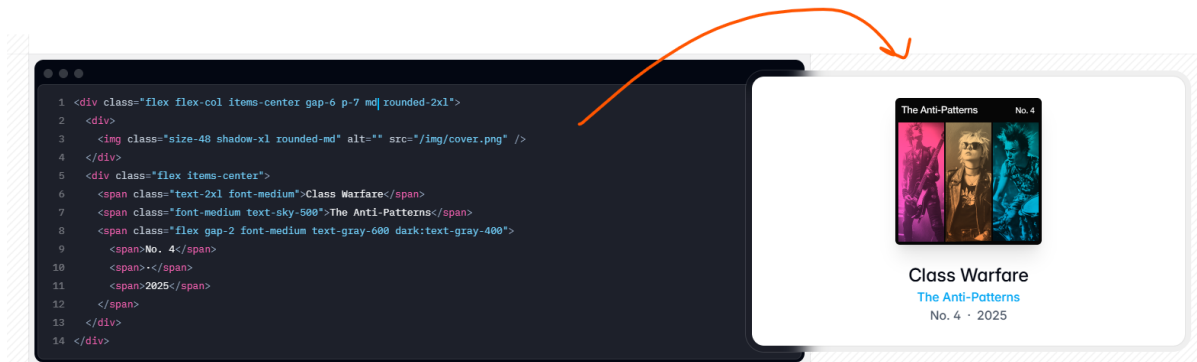 1 <div class="flex flex-col items-center gap-6 p-7 md rounded-2xl">
2 <div>
3 <img class="size-48 shadow-xl rounded-md" alt="" src="/img/cover.png" />
4 </div>
5 <div class="flex items-center">
6 <span class="text-2xl font-medium">Class Warfare</span>
7 <span class="font-medium text-sky-500">The Anti-Patterns</span>
8 <span class="flex gap-2 font-medium text-gray-600 dark:text-gray-400">
9 <span>No. 4</span>
10 <span>·</span>
11 <span>2025</span>
12 </span>
13 </div>
14 </div>
The Anti-Patterns No. 4
Class Warfare
The Anti-Patterns
No. 4 · 2025